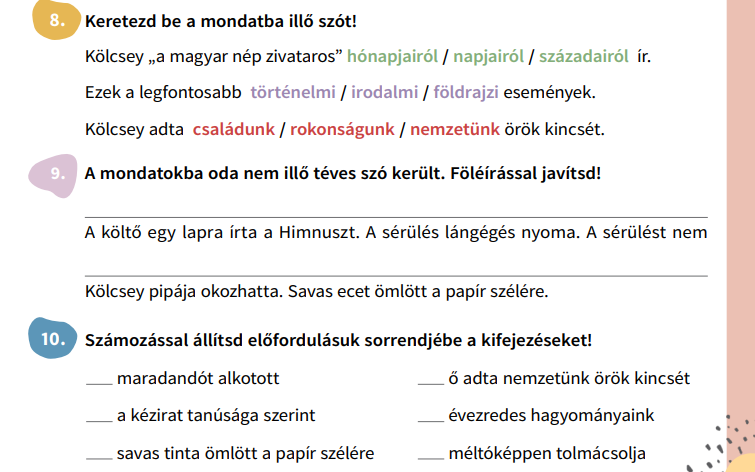 8. Keretezd be a mondatba illő szót!
Kölcsey „a magyar nép zivataros” hónapjairól / napjairól / századairól ír.
Ezek a legfontosabb történelmi / irodalmi / földrajzi események.
Kölcsey adta családunk / rokonságunk / nemzetünk örök kincsét.
9. A mondatokba oda nem illő téves szó került. Föléírással javítsd!
A költő egy lapra írta a Himnuszt. A sérülés lángégés nyoma. A sérülést nem
Kölcsey pipája okozhatta. Savas ecet ömlött a papír szélére.
10. Számozással állítsd előfordulásuk sorrendjébe a kifejezéseket!
___ maradandót alkotott ___ ő adta nemzetünk örök kincsét
___ a kézirat tanúsága szerint ___ évezredes hagyományaink
___ savas tinta ömlött a papír szélére ___ méltóképpen tolmácsolja